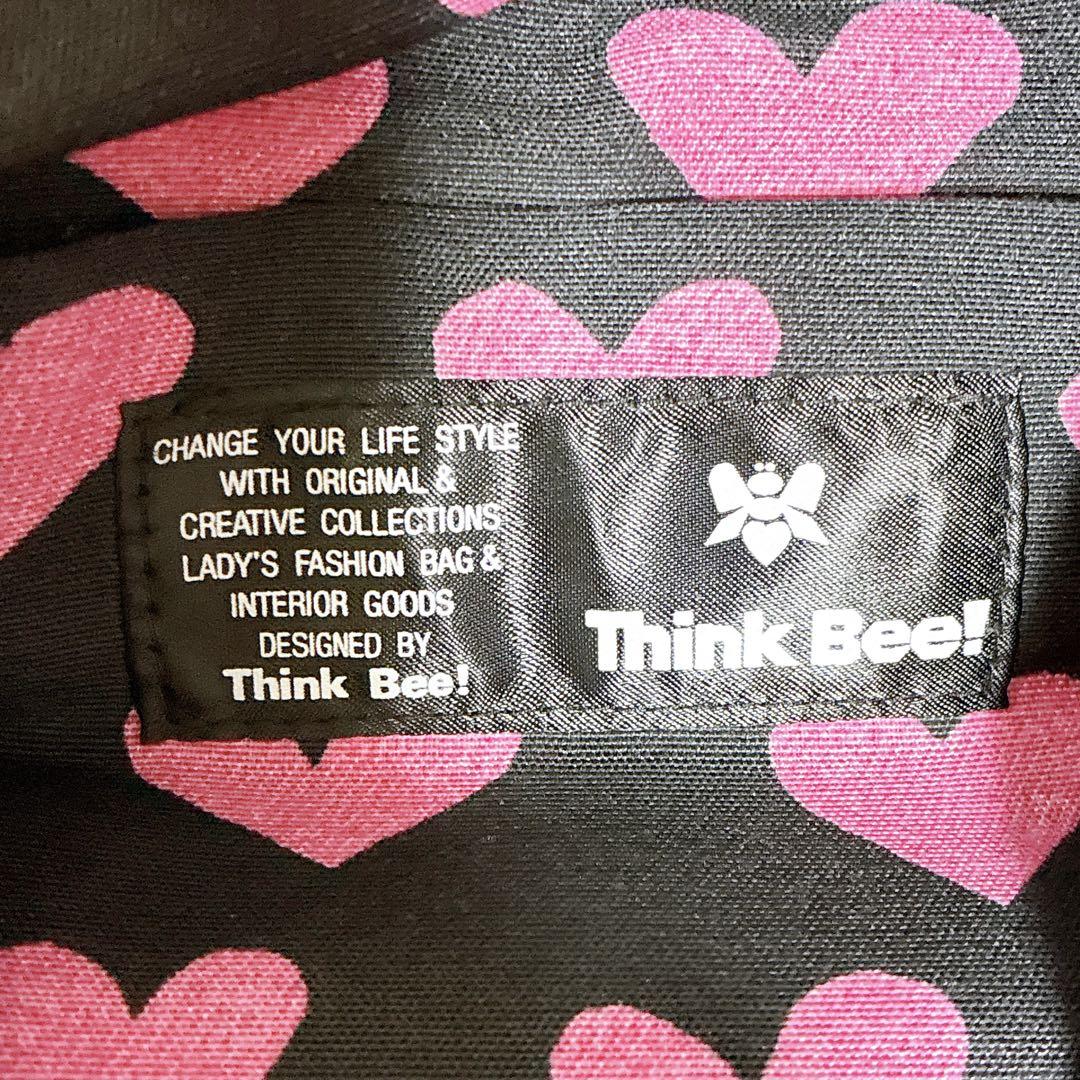 CHANGE YOUR LIFE STYLE
WITH ORIGINAL &
CREATIVE COLLECTIONS
LADY'S FASHION BAG &
INTERIOR GOODS
DESIGNED BY
Think Bee!
Think Bee!